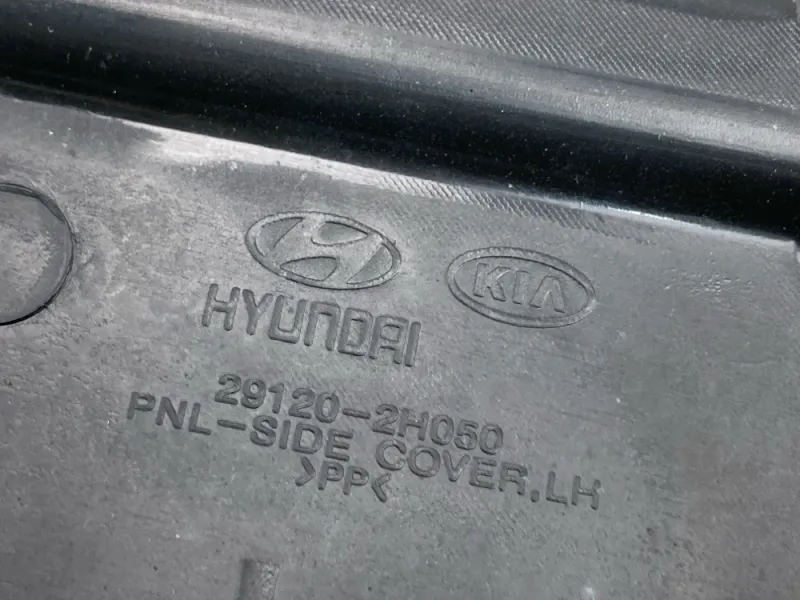 KIA
HYUNDAI
29120-2H050
PNL-SIDE COVER,LH
>PP<